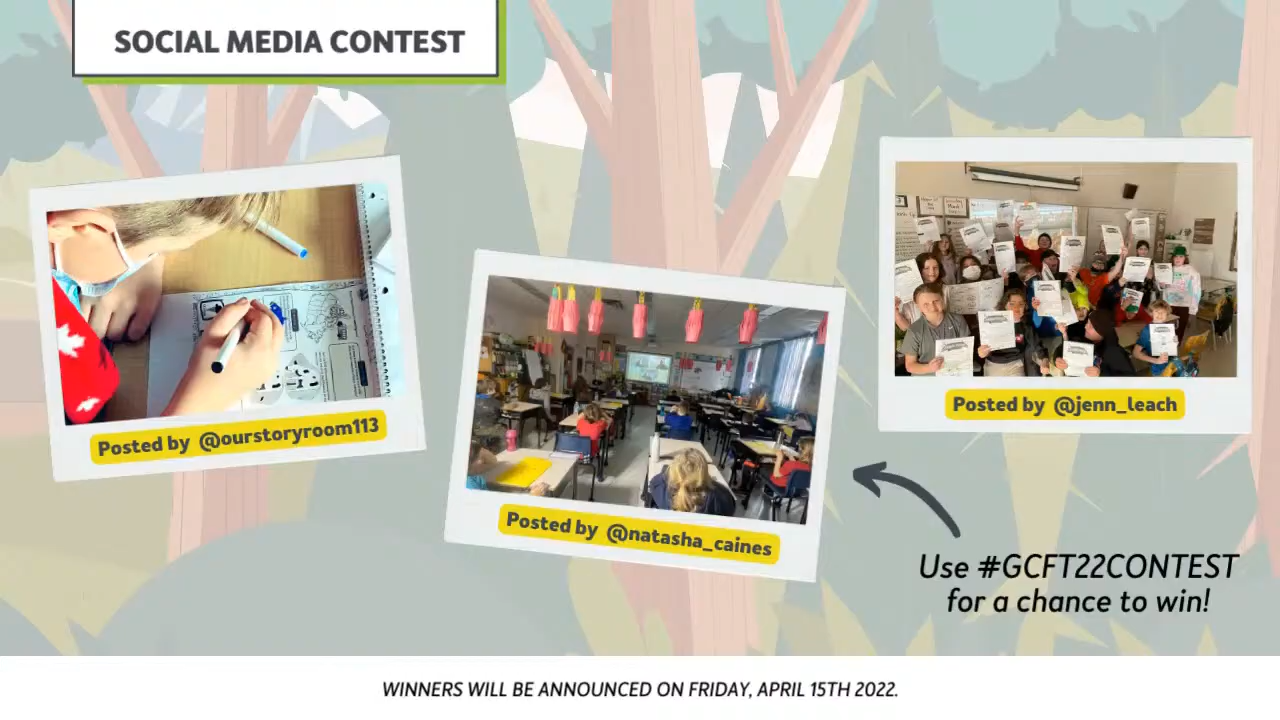 SOCIAL MEDIA CONTEST
Posted by @ourstoryroom113
Posted by @natasha_caines
Posted by @jenn_leach
Use #GCFT22CONTEST
for a chance to win!
WINNERS WILL BE ANNOUNCED ON FRIDAY, APRIL 15TH 2022.